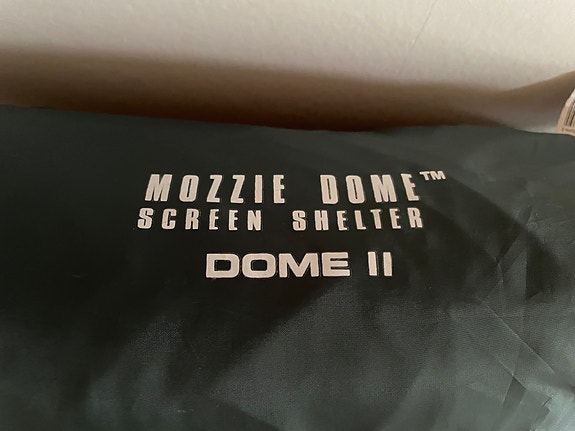 MOZZIE DOME™
SCREEN SHELTER
DOME II